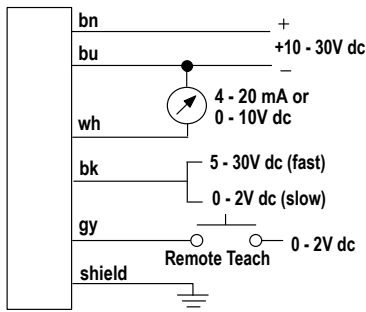 bn
+
+10 - 30V dc
bu
–
4 - 20 mA or
0 - 10V dc
wh
5 - 30V dc (fast)
bk
0 - 2V dc (slow)
gy
0 - 2V dc
Remote Teach
shield